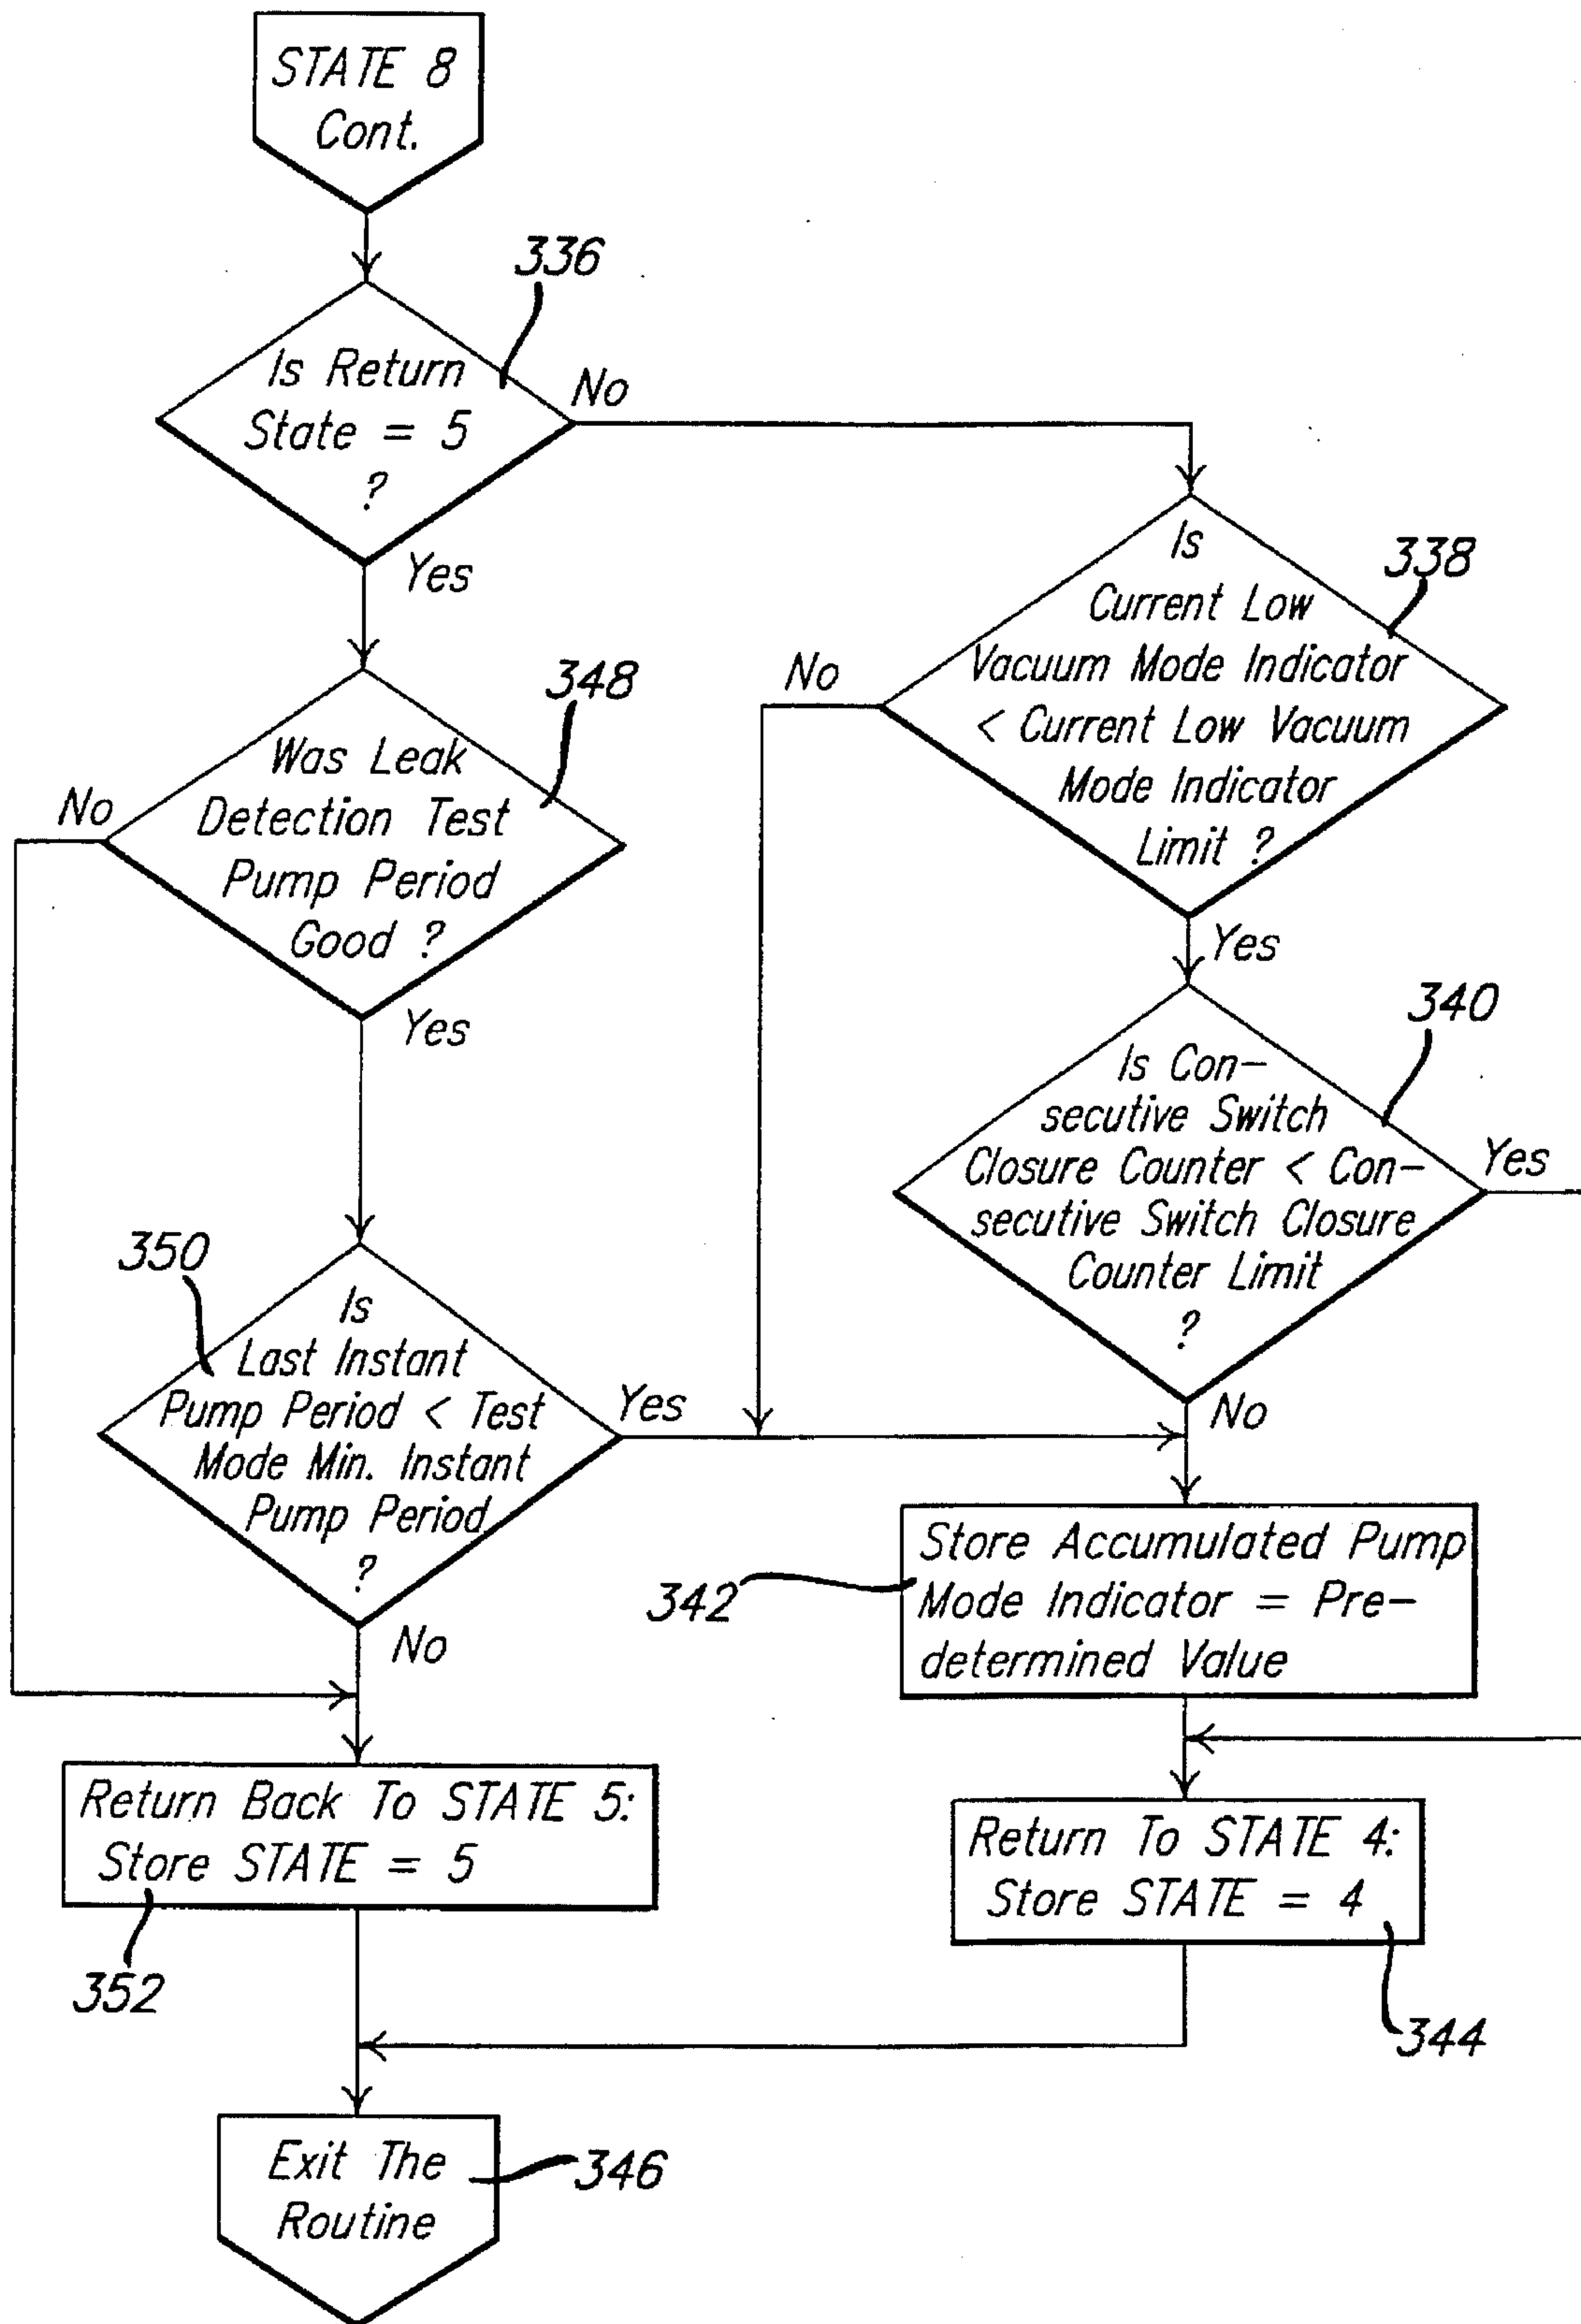 STATE 8
Cont.
336
Is Return
State = 5
?
No
Yes
Is
Current Low
Vacuum Mode Indicator
< Current Low Vacuum
Mode Indicator
Limit ?
338
No
Yes
348
Was Leak
Detection Test
Pump Period
Good ?
No
Yes
340
Is Con-
secutive Switch
Closure Counter < Con-
secutive Switch Closure
Counter Limit
?
Yes
No
350
Is
Last Instant
Pump Period < Test
Mode Min. Instant
Pump Period
?
Yes
No
Store Accumulated Pump
Mode Indicator = Pre-
determined Value
342
Return Back To STATE 5:
Store STATE = 5
352
Return To STATE 4:
Store STATE = 4
344
Exit The
Routine
346